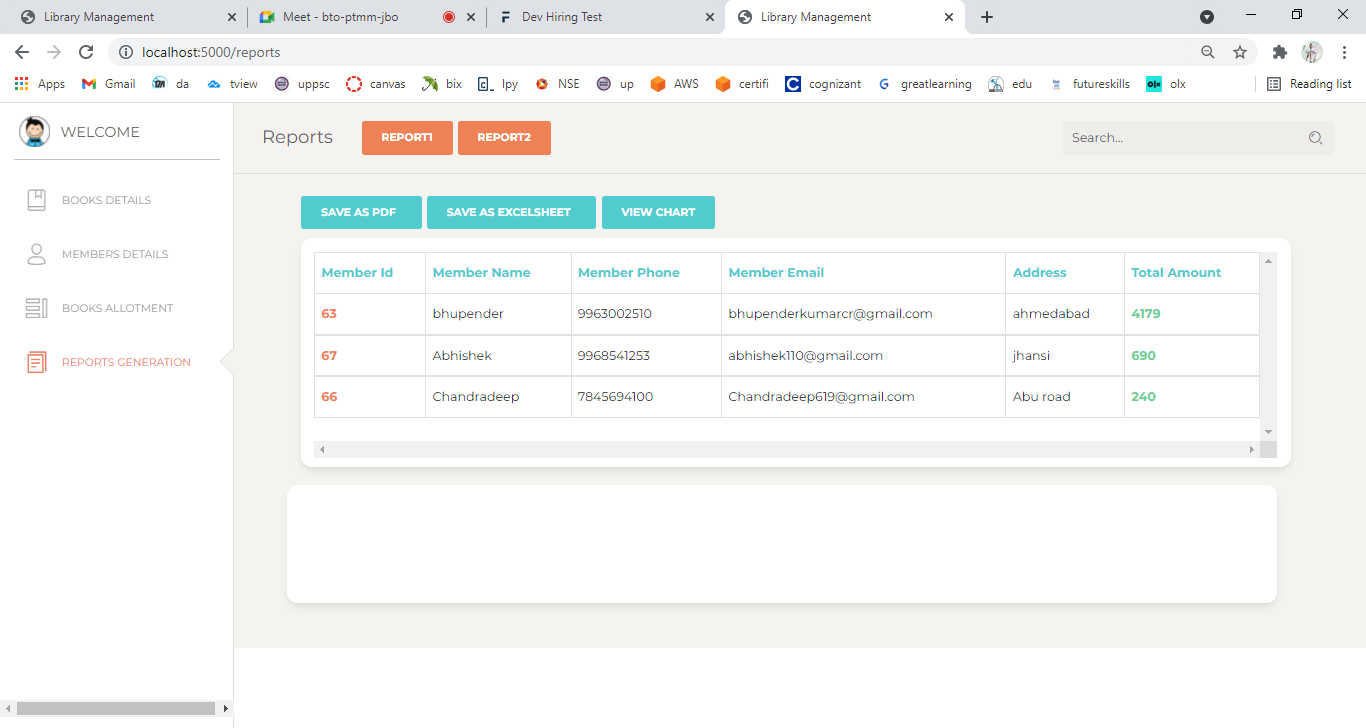 Library Management Meet - bto-ptmm-jbo Dev Hiring Test Library Management
localhost:5000/reports
Apps Gmail da tview uppsc canvas bix lpy NSE up AWS certifi cognizant greatlearning edu futureskills olx Reading list
WELCOME
BOOKS DETAILS
MEMBERS DETAILS
BOOKS ALLOTMENT
REPORTS GENERATION
Reports REPORT1 REPORT2 Search...
SAVE AS PDF SAVE AS EXCELSHEET VIEW CHART
Member Id Member Name Member Phone Member Email Address Total Amount
63 bhupender 9963002510 bhupenderkumarcr@gmail.com ahmedabad 4179
67 Abhishek 9968541253 abhishek110@gmail.com jhansi 690
66 Chandradeep 7845694100 Chandradeep619@gmail.com Abu road 240